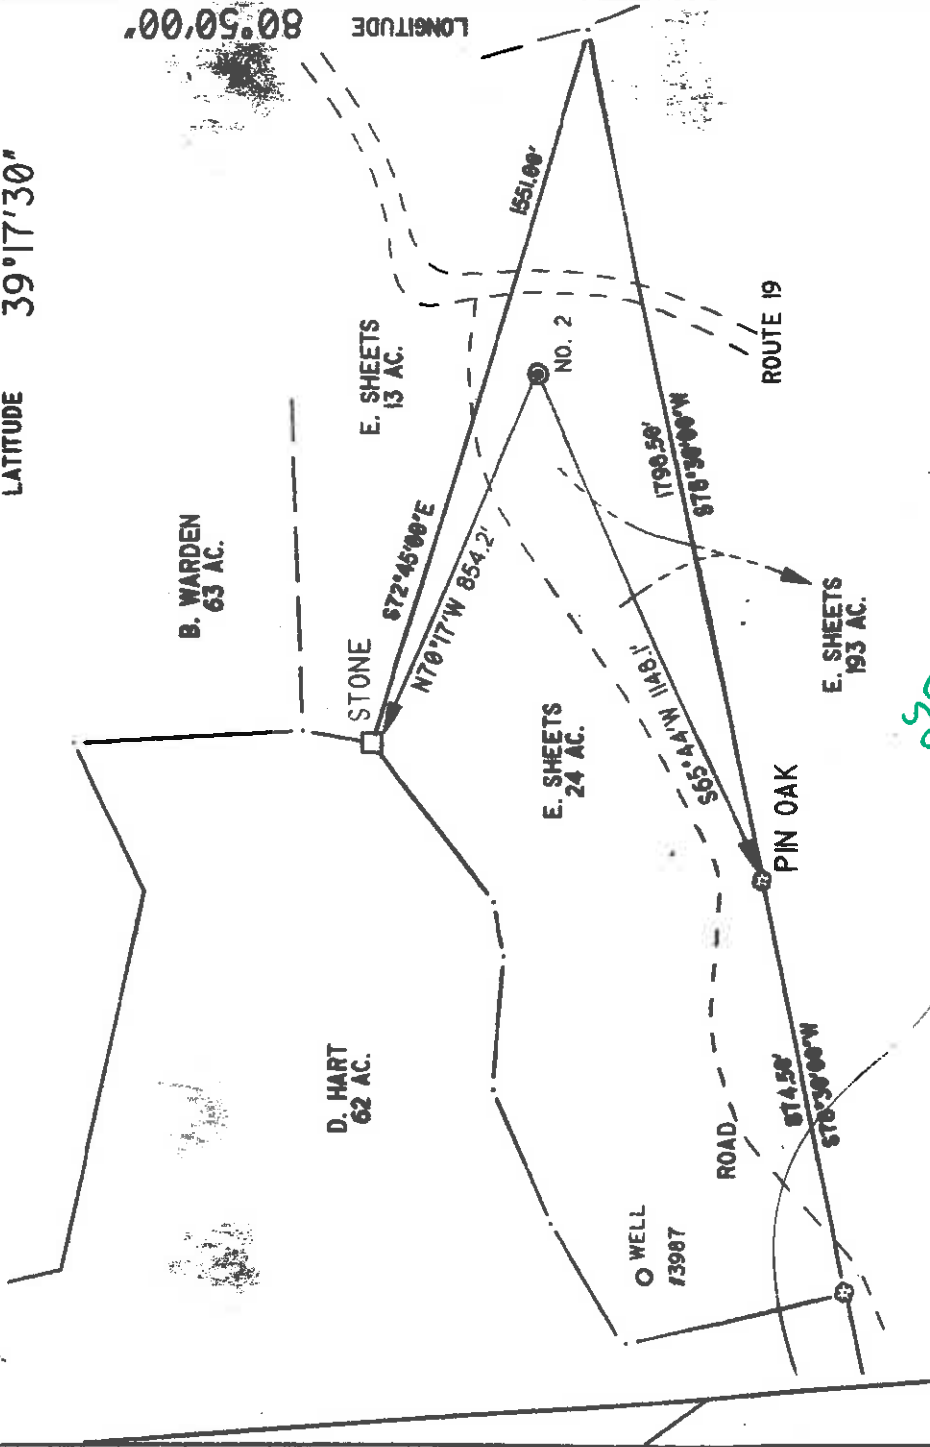 LATITUDE 39°17'30"
LONGITUDE 80°50'00"
B. WARDEN
63 AC.
E. SHEETS
13 AC.
STONE
S72°45'00"E
1551.00'
N70°17'W 854.2'
NO. 2
ROUTE 19
1798.50'
S78°30'00"W
S65°44'W 1148.1'
E. SHEETS
193 AC.
E. SHEETS
24 AC.
PIN OAK
D. HART
62 AC.
ROAD
874.50'
S78°30'00"W
WELL
#3987